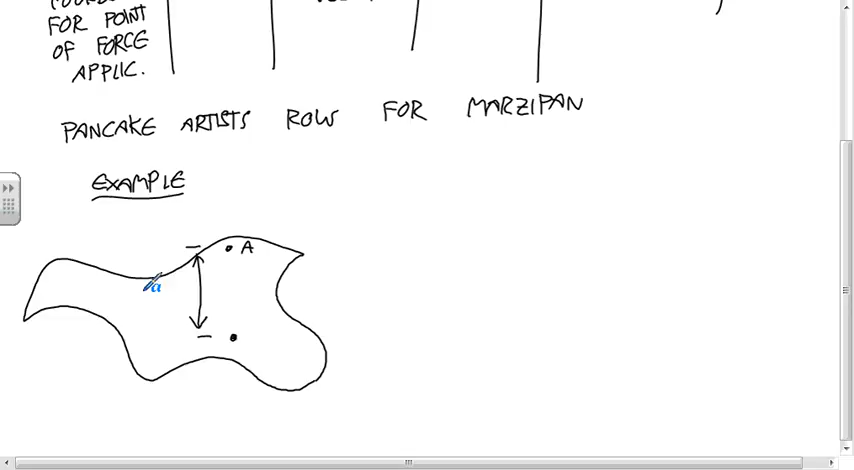 FOR POINT
OF FORCE
APPLIC.
PANCAKE ARTISTS ROW FOR MARZIPAN
EXAMPLE
A
a